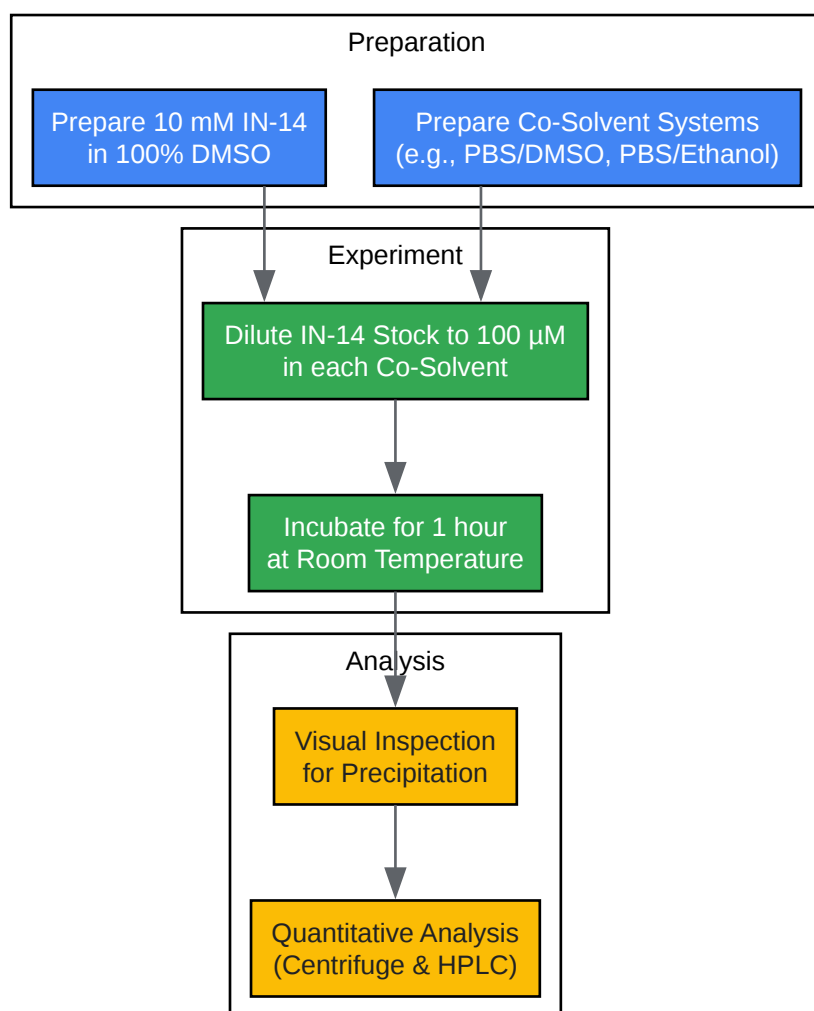 Preparation
Prepare 10 mM IN-14
in 100% DMSO
Prepare Co-Solvent Systems
(e.g., PBS/DMSO, PBS/Ethanol)
Experiment
Dilute IN-14 Stock to 100 µM
in each Co-Solvent
Incubate for 1 hour
at Room Temperature
Analysis
Visual Inspection
for Precipitation
Quantitative Analysis
(Centrifuge & HPLC)